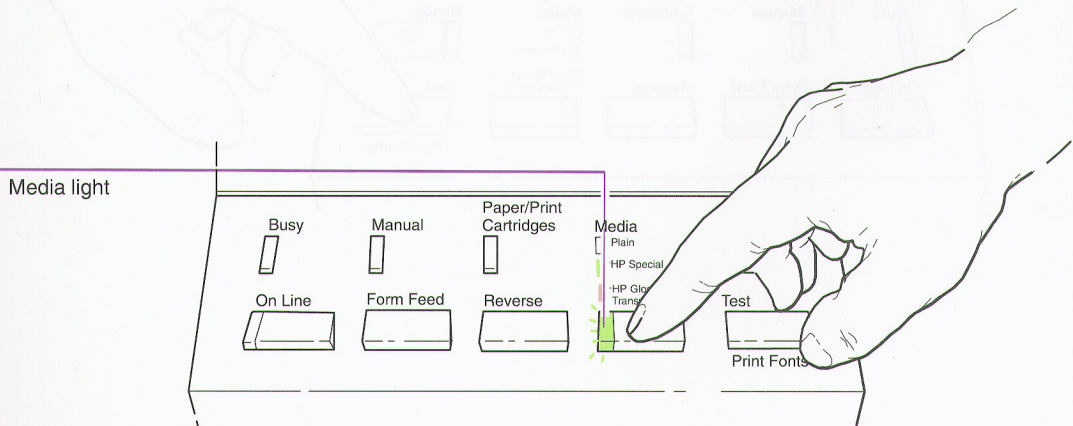 Media light
Busy
Manual
Paper/Print
Cartridges
Media
Plain
HP Special
HP
On Line
Form Feed
Reverse
Test
Print Fonts